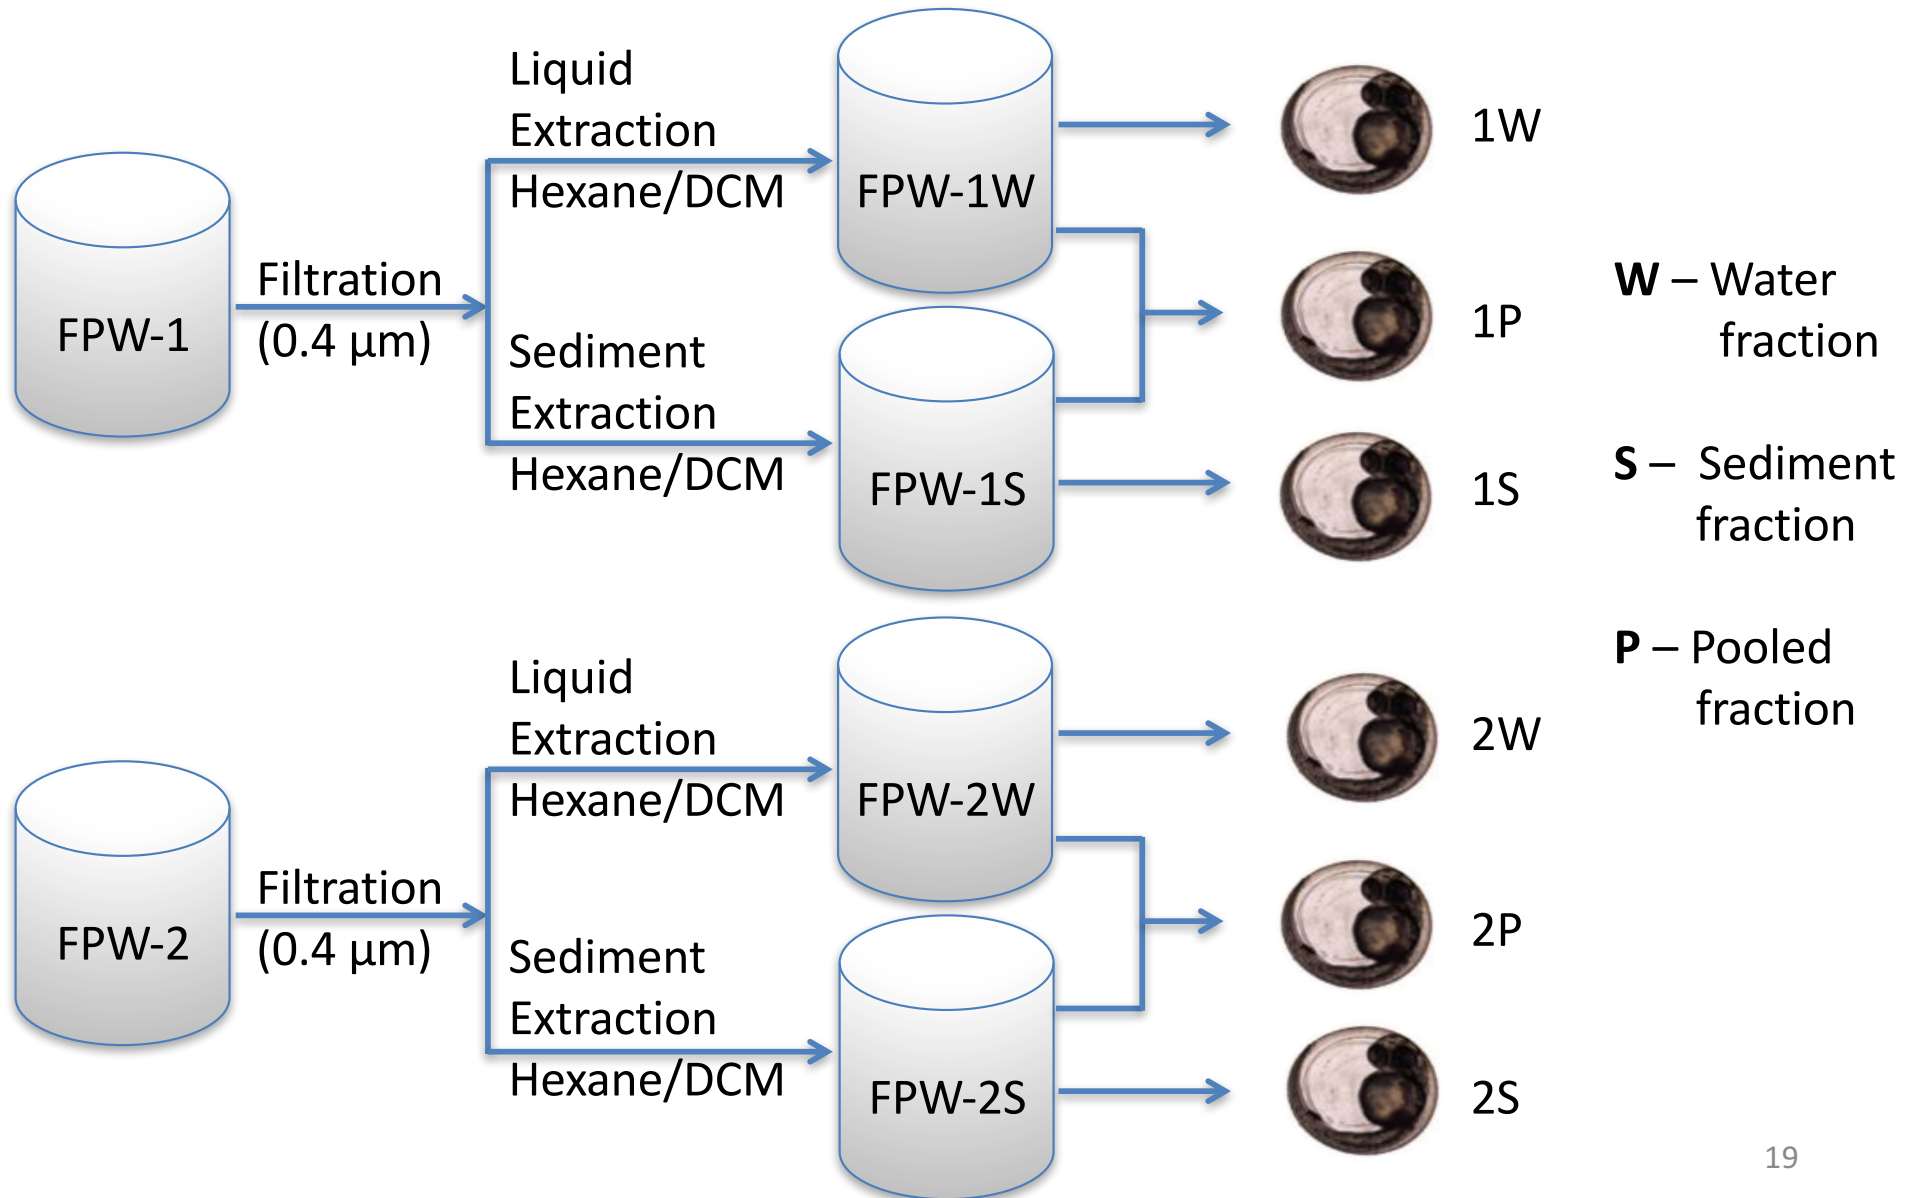 FPW-1
Filtration
(0.4 µm)
Liquid
Extraction
Hexane/DCM
Sediment
Extraction
Hexane/DCM
FPW-1W
FPW-1S
1W
1P
1S
FPW-2
Filtration
(0.4 µm)
Liquid
Extraction
Hexane/DCM
Sediment
Extraction
Hexane/DCM
FPW-2W
FPW-2S
2W
2P
2S
W – Water
fraction
S – Sediment
fraction
P – Pooled
fraction
19